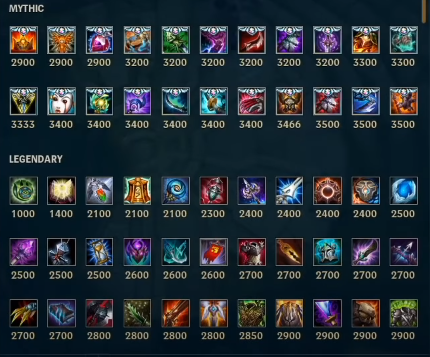 MYTHIC
2900 2900 2900 3200 3200 3200 3200 3200 3200 3300 3300
3333 3400 3400 3400 3400 3400 3400 3466 3500 3500 3500
LEGENDARY
1000 1400 2100 2100 2100 2300 2400 2400 2400 2400 2500
2500 2500 2500 2600 2600 2600 2700 2700 2700 2700 2700
2700 2700 2800 2800 2800 2800 2850 2900 2900 2900 2900